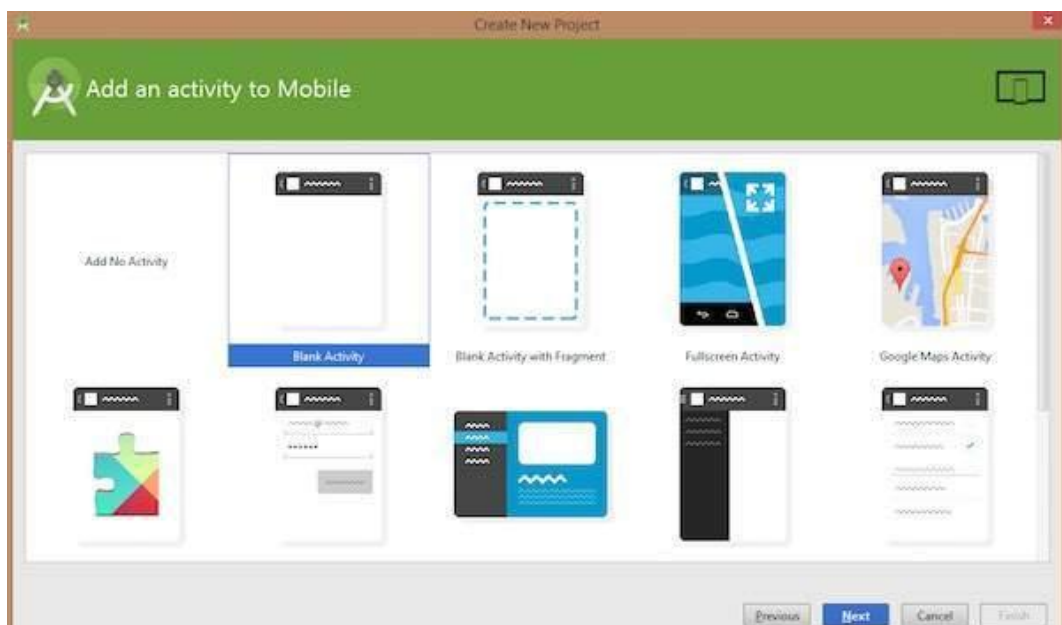 Create New Project
Add an activity to Mobile
Add No Activity
Blank Activity
Blank Activity with Fragment
Fullscreen Activity
Google Maps Activity
Previous
Next
Cancel
Finish